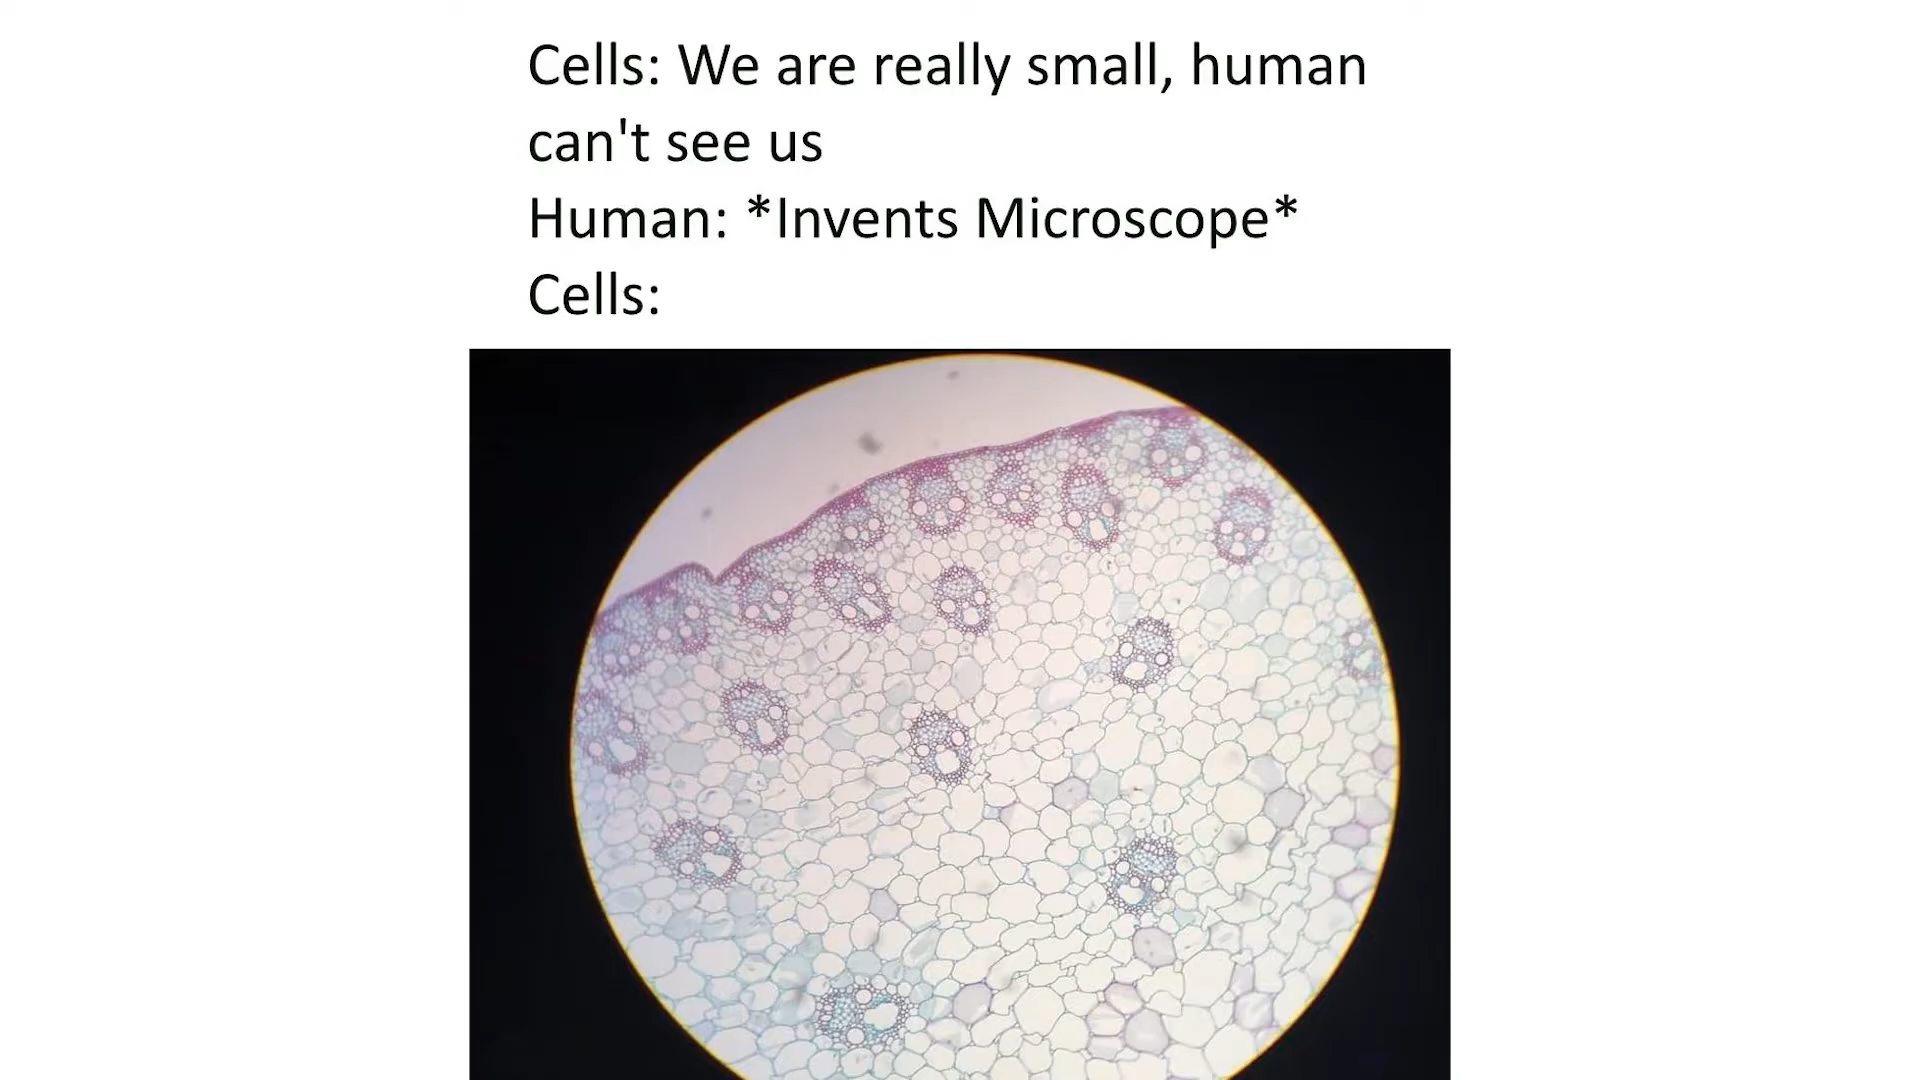 Cells: We are really small, human
can't see us
Human: *Invents Microscope*
Cells: